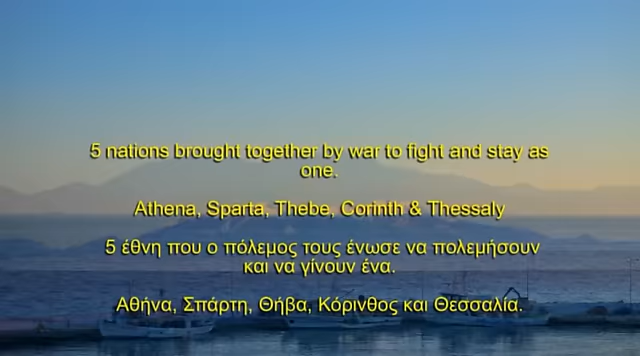 5 nations brought together by war to fight and stay as
one.
Athena, Sparta, Thebe, Corinth & Thessaly
5 έθνη που ο πόλεμος τους ένωσε να πολεμήσουν
και να γίνουν ένα.
Αθήνα, Σπάρτη, Θήβα, Κόρινθος και Θεσσαλία.